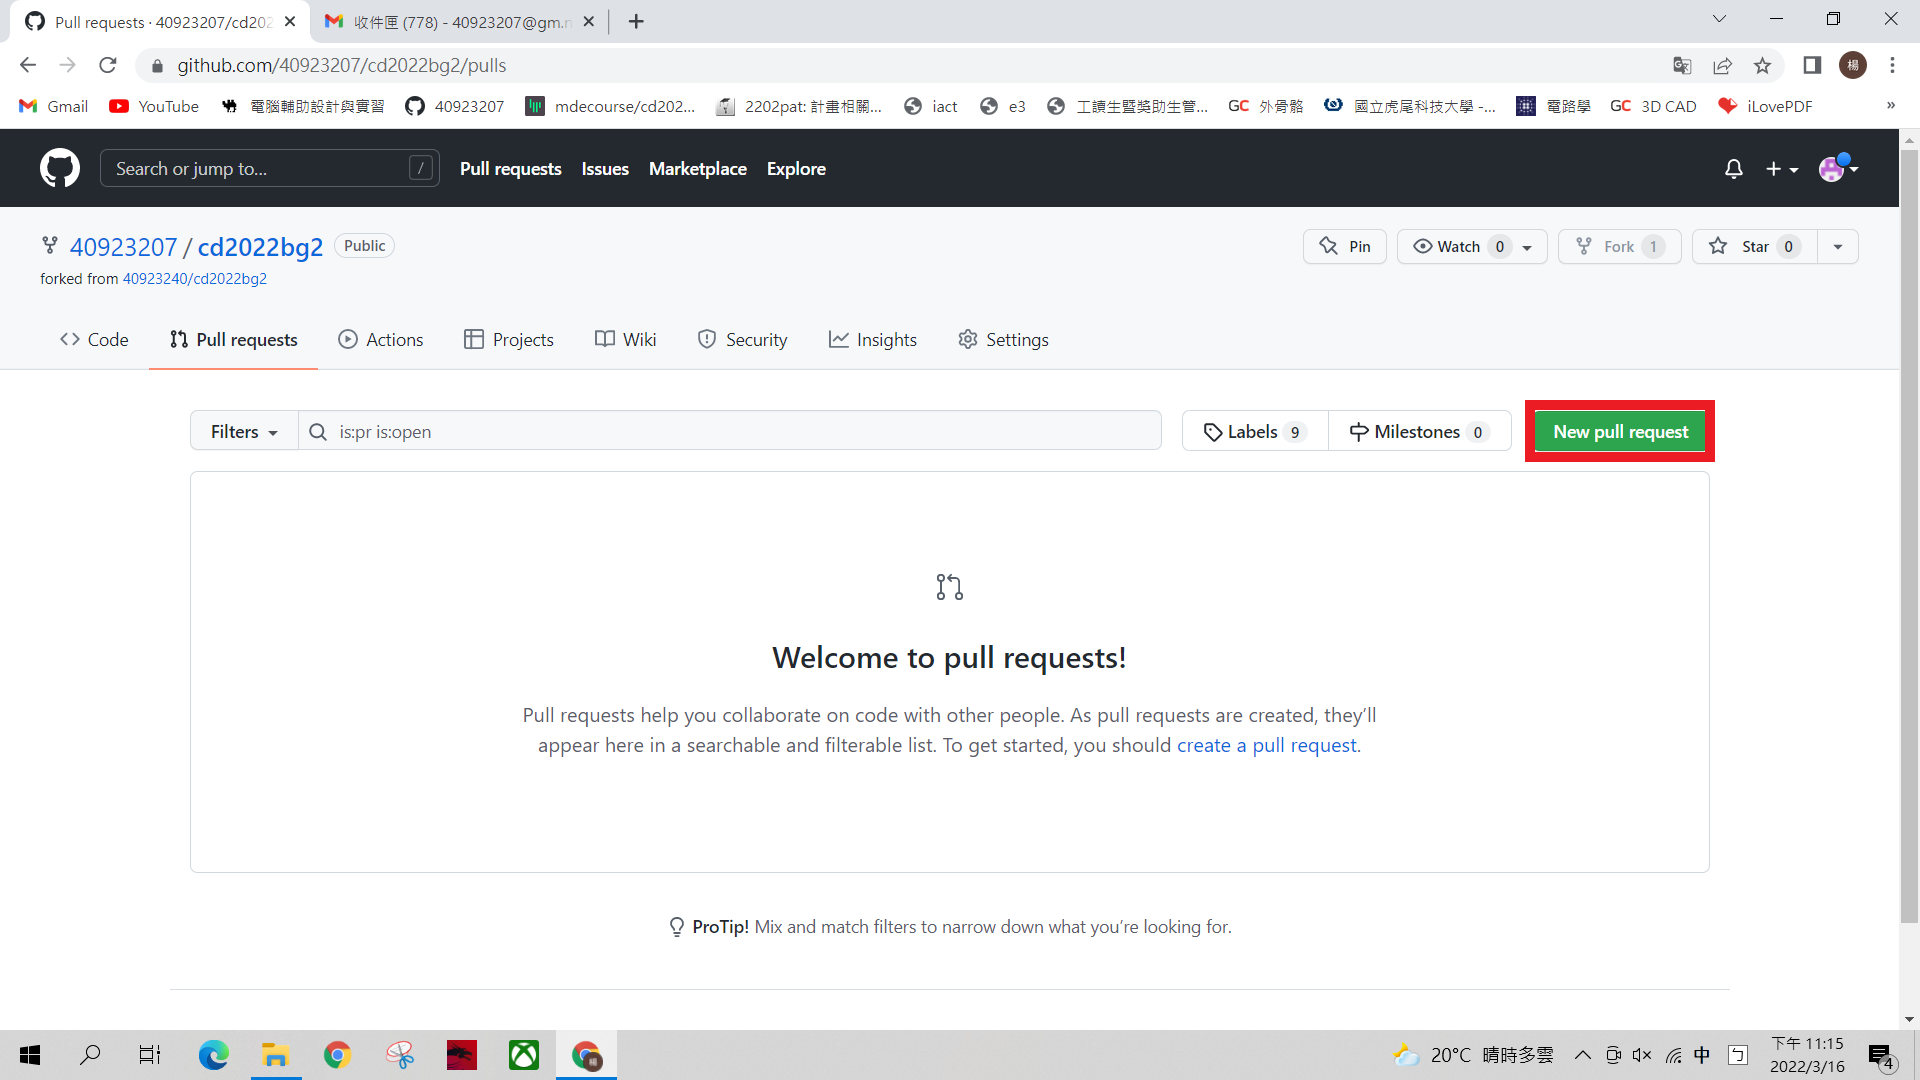 Pull requests · 40923207/cd202
收件匣 (778) - 40923207@gm.n
github.com/40923207/cd2022bg2/pulls
楊
Gmail
YouTube
電腦輔助設計與實習
40923207
mdecourse/cd202...
2202pat: 計畫相關...
iact
e3
工讀生暨獎助生管...
GC 外骨骼
國立虎尾科技大學 -...
電路學
GC 3D CAD
iLovePDF
»
Search or jump to...
/
Pull requests
Issues
Marketplace
Explore
40923207 / cd2022bg2
Public
Pin
Watch 0
Fork 1
Star 0
forked from 40923240/cd2022bg2
Code
Pull requests
Actions
Projects
Wiki
Security
Insights
Settings
Filters
is:pr is:open
Labels 9
Milestones 0
New pull request
Welcome to pull requests!
Pull requests help you collaborate on code with other people. As pull requests are created, they’ll
appear here in a searchable and filterable list. To get started, you should create a pull request.
ProTip! Mix and match filters to narrow down what you’re looking for.
楊
20°C 晴時多雲
中
ㄅ
下午 11:15
2022/3/16
4